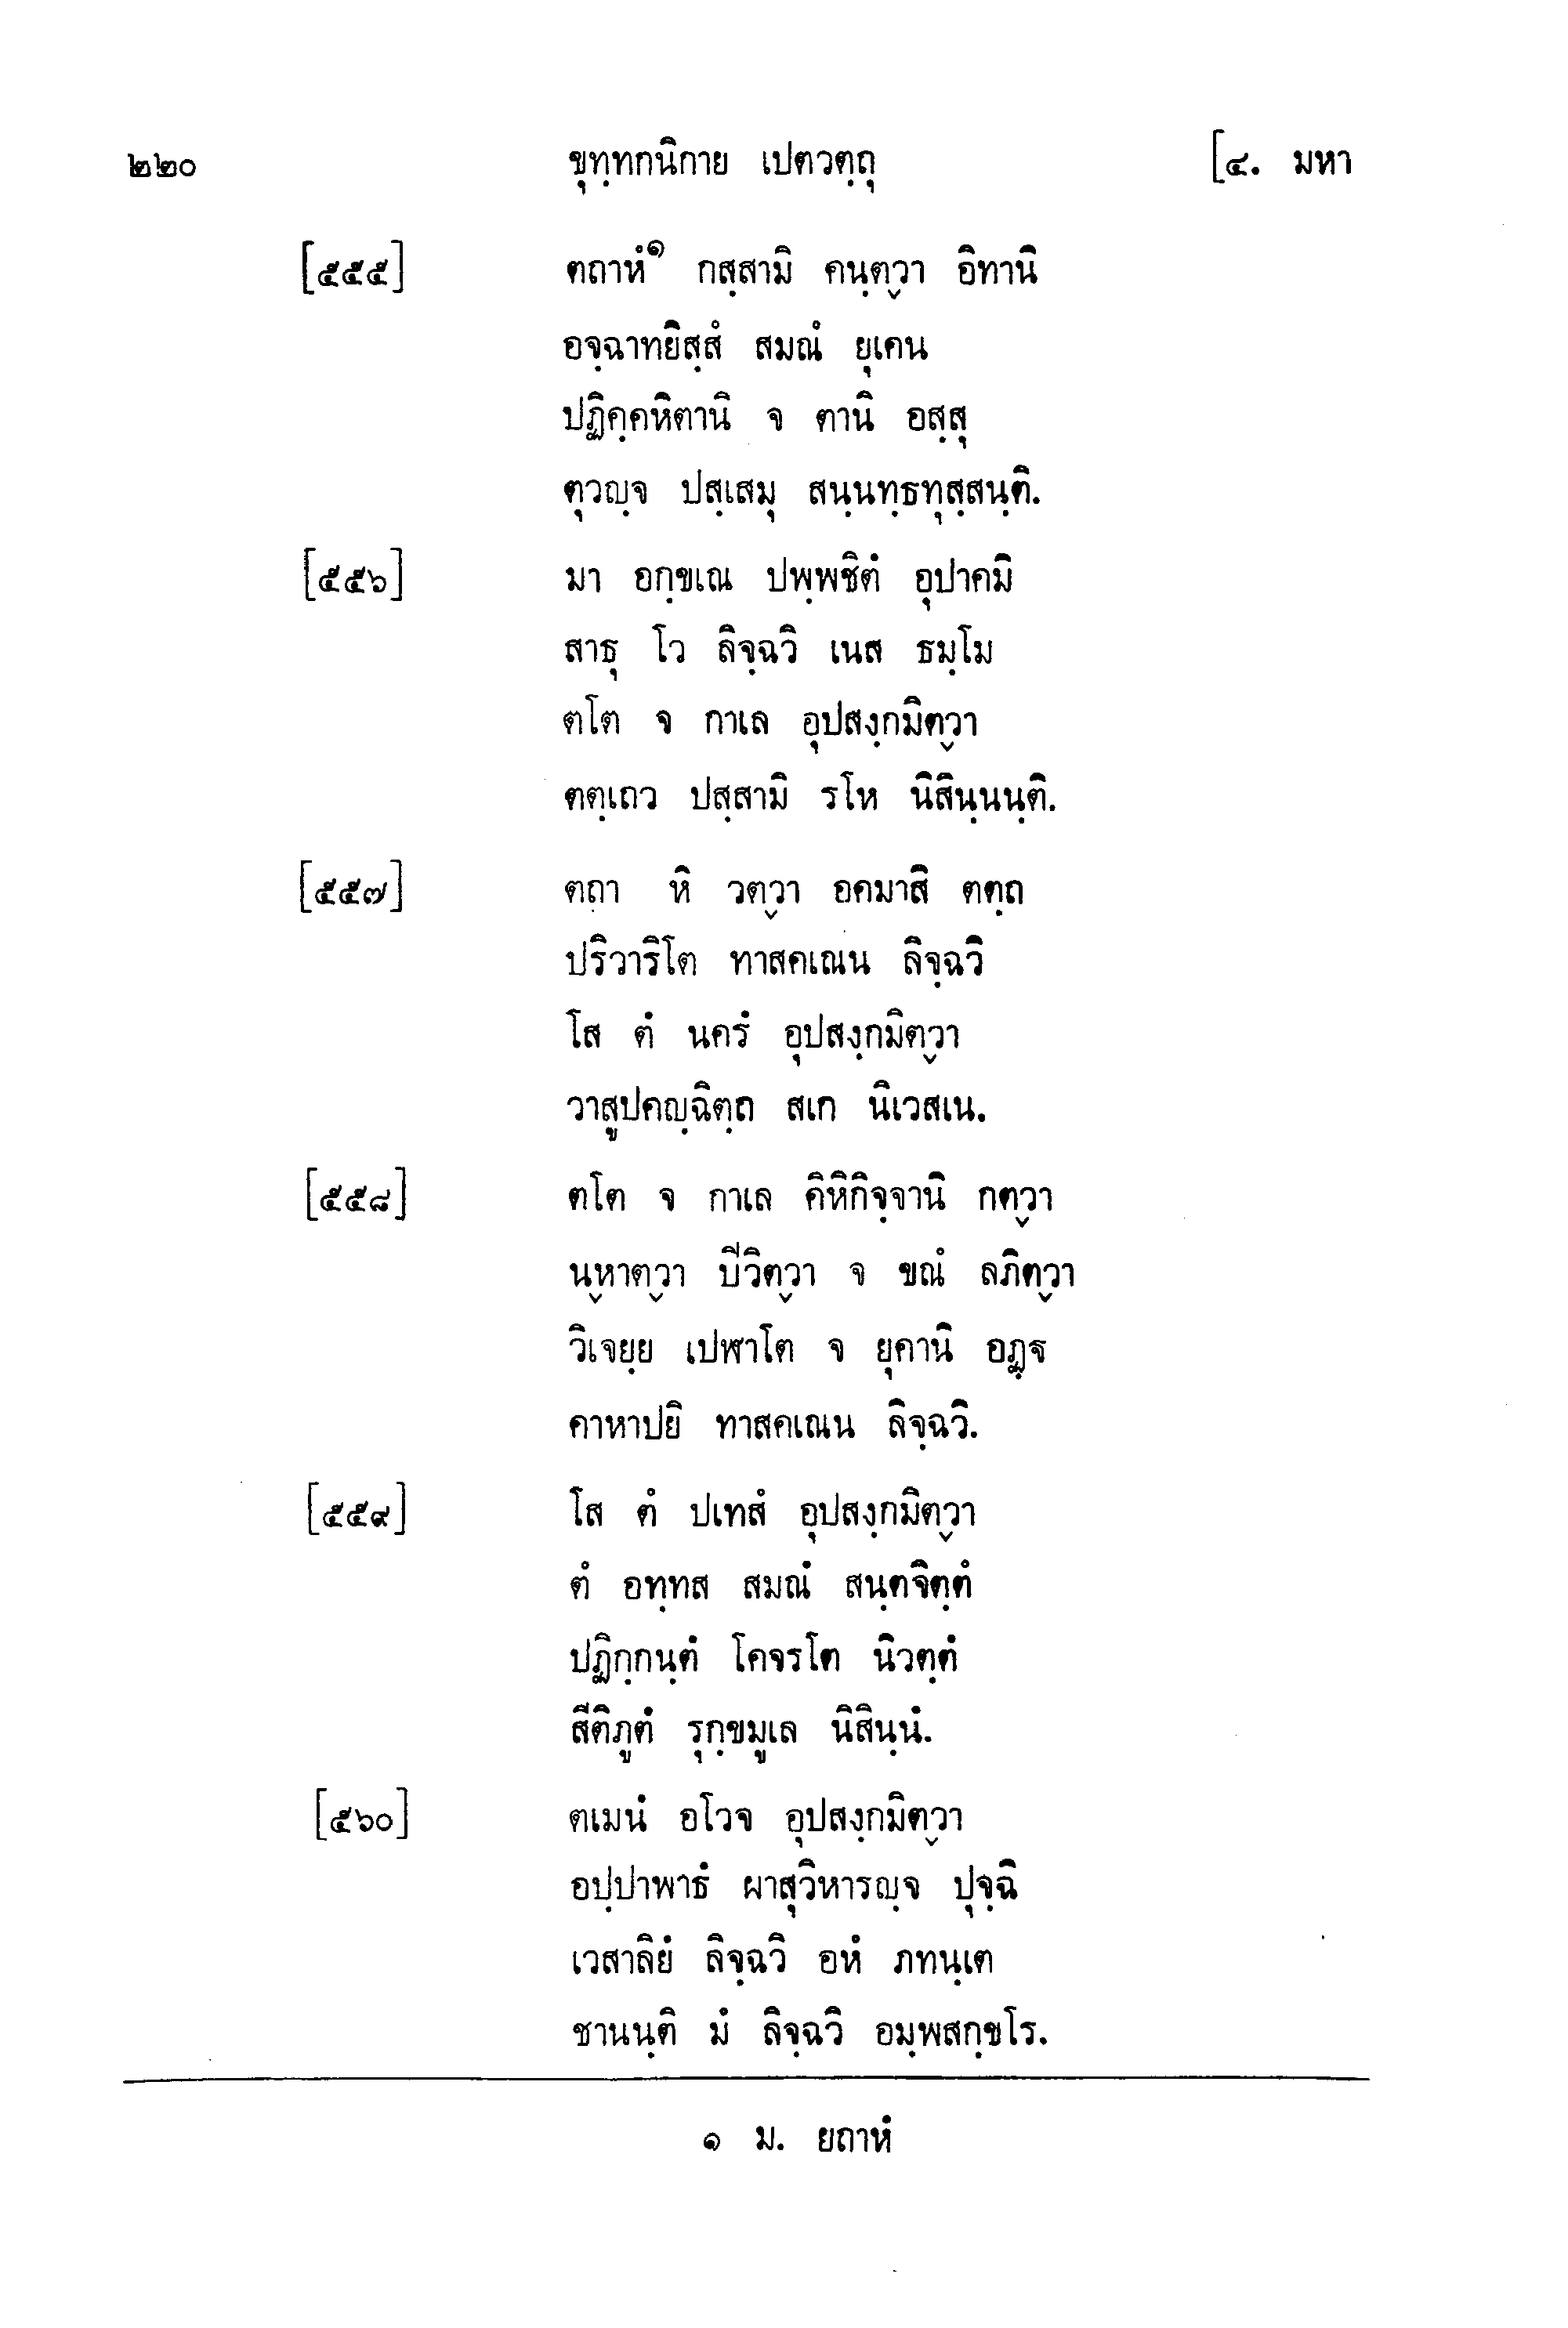 ๒๒๐ ขุทฺทกนิกาย เปตวตฺถุ [๔. มหา
[๕๕๕] ตถาหํ๑ กสฺสามิ คนฺตฺวา อิทานิ
อจฺฉาทยิสฺสํ สมณํ ยุเคน
ปฏิคฺคหิตานิ จ ตานิ อสฺสุ
ตุวญฺจ ปสฺเสมุ สนฺนทฺธทุสฺสนฺติ.
[๕๕๖] มา อกฺขเณ ปพฺพชิตํ อุปาคมิ
สาธุ โว ลิจฺฉวิ เนส ธมฺโม
ตโต จ กาเล อุปสงฺกมิตฺวา
ตตฺเถว ปสฺสามิ รโห นิสินฺนนฺติ.
[๕๕๗] ตถา หิ วตฺวา อคมาสิ ตตฺถ
ปริวาริโต ทาสคเณน ลิจฺฉวิ
โส ตํ นครํ อุปสงฺกมิตฺวา
วาสูปคญฺฉิตฺถ สเก นิเวสเน.
[๕๕๘] ตโต จ กาเล คิหิกิจฺจานิ กตฺวา
นฺหาตฺวา ปีวิตฺวา จ ขณํ ลภิตฺวา
วิเจยฺย เปฬาโต จ ยุคานิ อฏฺฐ
คาหาปยิ ทาสคเณน ลิจฺฉวิ.
[๕๕๙] โส ตํ ปเทสํ อุปสงฺกมิตฺวา
ตํ อทฺทส สมณํ สนฺตจิตฺตํ
ปฏิกฺกนฺตํ โคจรโต นิวตฺตํ
สีติภูตํ รุกฺขมูเล นิสินฺนํ.
[๕๖๐] ตเมนํ อโวจ อุปสงฺกมิตฺวา
อปฺปาพาธํ ผาสุวิหารญฺจ ปุจฺฉิ
เวสาลิยํ ลิจฺฉวิ อหํ ภทนฺเต
ชานนฺติ มํ ลิจฺฉวิ อมฺพสกฺขโร.
๑ ม. ยถาหํ